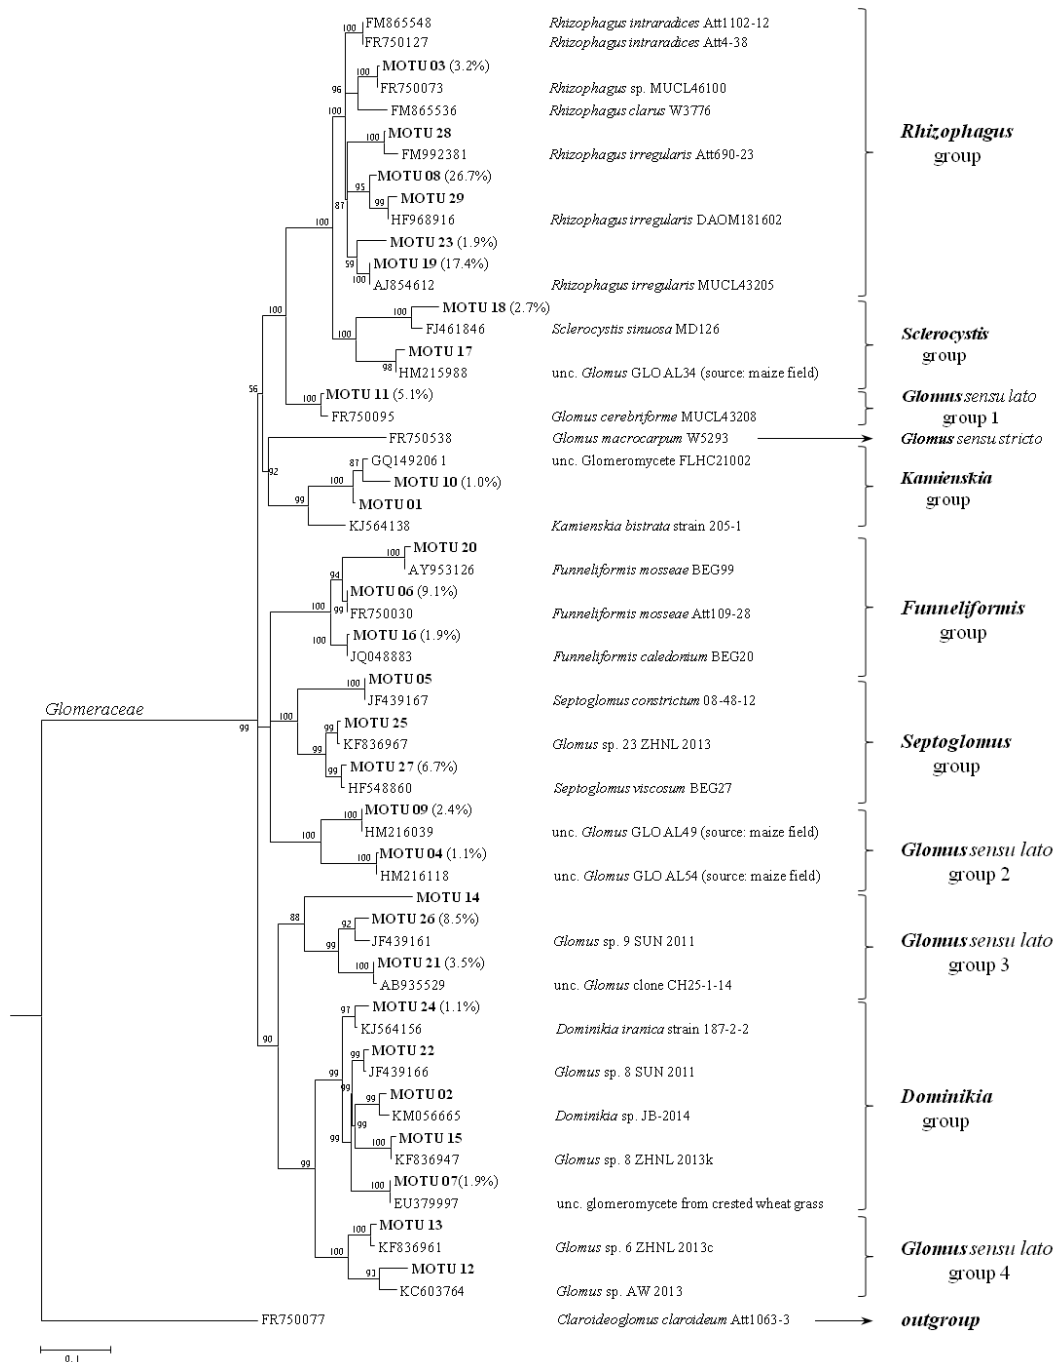 100 FM865548 Rhizophagus intraradices Att1102-12
FR750127 Rhizophagus intraradices Att4-38
100 MOTU 03 (3.2%)
96 FR750073 Rhizophagus sp. MUCL46100
100 FM865536 Rhizophagus clarus W3776
100 MOTU 28
FM992381 Rhizophagus irregularis Att690-23
Rhizophagus
group
95 MOTU 08 (26.7%)
87 99 MOTU 29
100 HF968916 Rhizophagus irregularis DAOM181602
MOTU 23 (1.9%)
59 MOTU 19 (17.4%)
100 AJ854612 Rhizophagus irregularis MUCL43205
100 100 MOTU 18 (2.7%)
100 FJ461846 Sclerocystis sinuosa MD126
Sclerocystis
group
MOTU 17
98 HM215988 unc. Glomus GLO AL34 (source: maize field)
56 MOTU 11 (5.1%)
100 FR750095 Glomus cerebriforme MUCL43208
Glomus sensu lato
group 1
FR750538 Glomus macrocarpum W5293 Glomus sensu stricto
92 87 GQ1492061 unc. Glomeromycete FLHC21002
100 MOTU 10 (1.0%)
99 MOTU 01
KJ564138 Kamienskia bistrata strain 205-1
Kamienskia
group
100 MOTU 20
94 AY953126 Funneliformis mosseae BEG99
100 MOTU 06 (9.1%)
99 FR750030 Funneliformis mosseae Att109-28
Funneliformis
group
100 MOTU 16 (1.9%)
JQ048883 Funneliformis caledonium BEG20
100 MOTU 05
Glomeraceae 100 JF439167 Septoglomus constrictum 08-48-12
99 99 MOTU 25
99 KF836967 Glomus sp. 23 ZHNL 2013
99 MOTU 27 (6.7%)
HF548860 Septoglomus viscosum BEG27
Septoglomus
group
100 MOTU 09 (2.4%)
100 HM216039 unc. Glomus GLO AL49 (source: maize field)
100 MOTU 04 (1.1%)
HM216118 unc. Glomus GLO AL54 (source: maize field)
Glomus sensu lato
group 2
MOTU 14
88 92 MOTU 26 (8.5%)
99 JF439161 Glomus sp. 9 SUN 2011
100 MOTU 21 (3.5%)
AB935529 unc. Glomus clone CH25-1-14
Glomus sensu lato
group 3
97 MOTU 24 (1.1%)
KJ564156 Dominikia iranica strain 187-2-2
90 99 MOTU 22
99 JF439166 Glomus sp. 8 SUN 2011
99 99 MOTU 02
99 KM056665 Dominikia sp. JB-2014
99 100 MOTU 15
KF836947 Glomus sp. 8 ZHNL 2013k
99 100 MOTU 07(1.9%)
EU379997 unc. glomeromycete from crested wheat grass
Dominikia
group
100 MOTU 13
100 KF836961 Glomus sp. 6 ZHNL 2013c
93 MOTU 12
KC603764 Glomus sp. AW 2013
Glomus sensu lato
group 4
FR750077 Claroideoglomus claroideum Att1063-3 outgroup
0.1